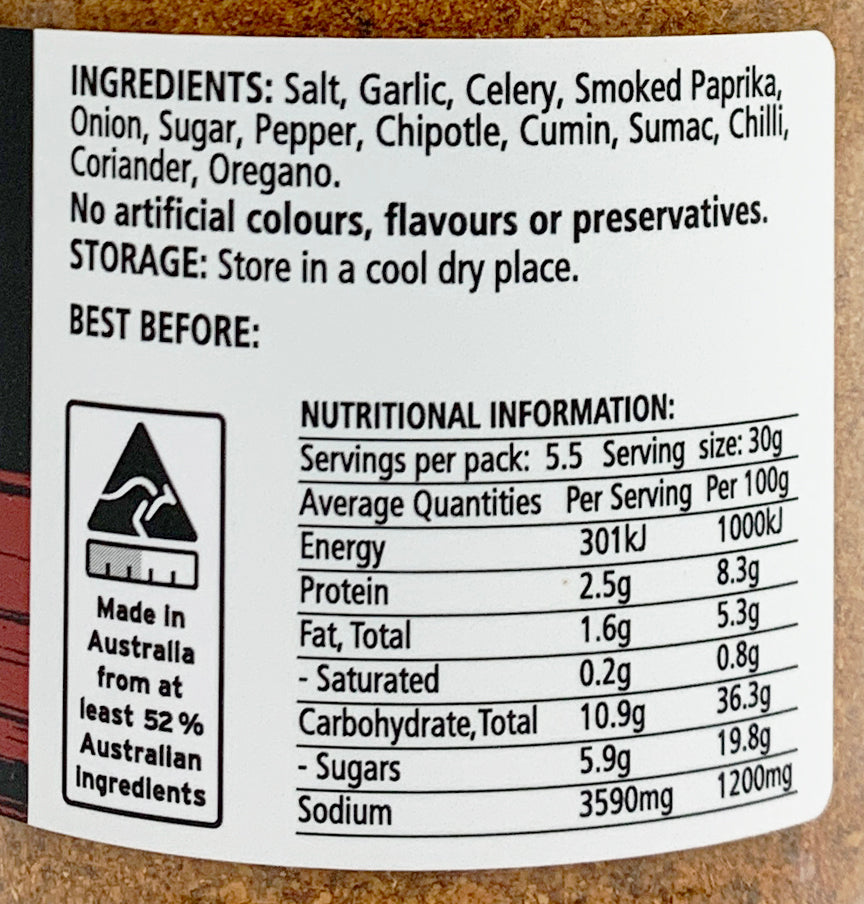 INGREDIENTS: Salt, Garlic, Celery, Smoked Paprika,
Onion, Sugar, Pepper, Chipotle, Cumin, Sumac, Chilli,
Coriander, Oregano.
No artificial colours, flavours or preservatives.
STORAGE: Store in a cool dry place.
BEST BEFORE:
Made in
Australia
from at
least 52%
Australian
ingredients
NUTRITIONAL INFORMATION:
Servings per pack: 5.5 Serving size: 30g
Average Quantities Per Serving Per 100g
Energy 301kJ 1000kJ
Protein 2.5g 8.3g
Fat, Total 1.6g 5.3g
- Saturated 0.2g 0.8g
Carbohydrate, Total 10.9g 36.3g
- Sugars 5.9g 19.8g
Sodium 3590mg 1200mg